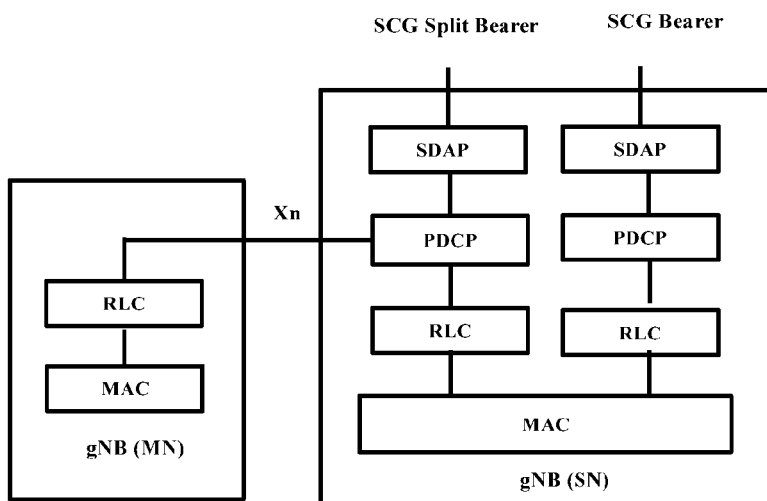 SCG Split Bearer
SCG Bearer
SDAP
SDAP
Xn
PDCP
PDCP
RLC
RLC
RLC
MAC
MAC
gNB (MN)
gNB (SN)